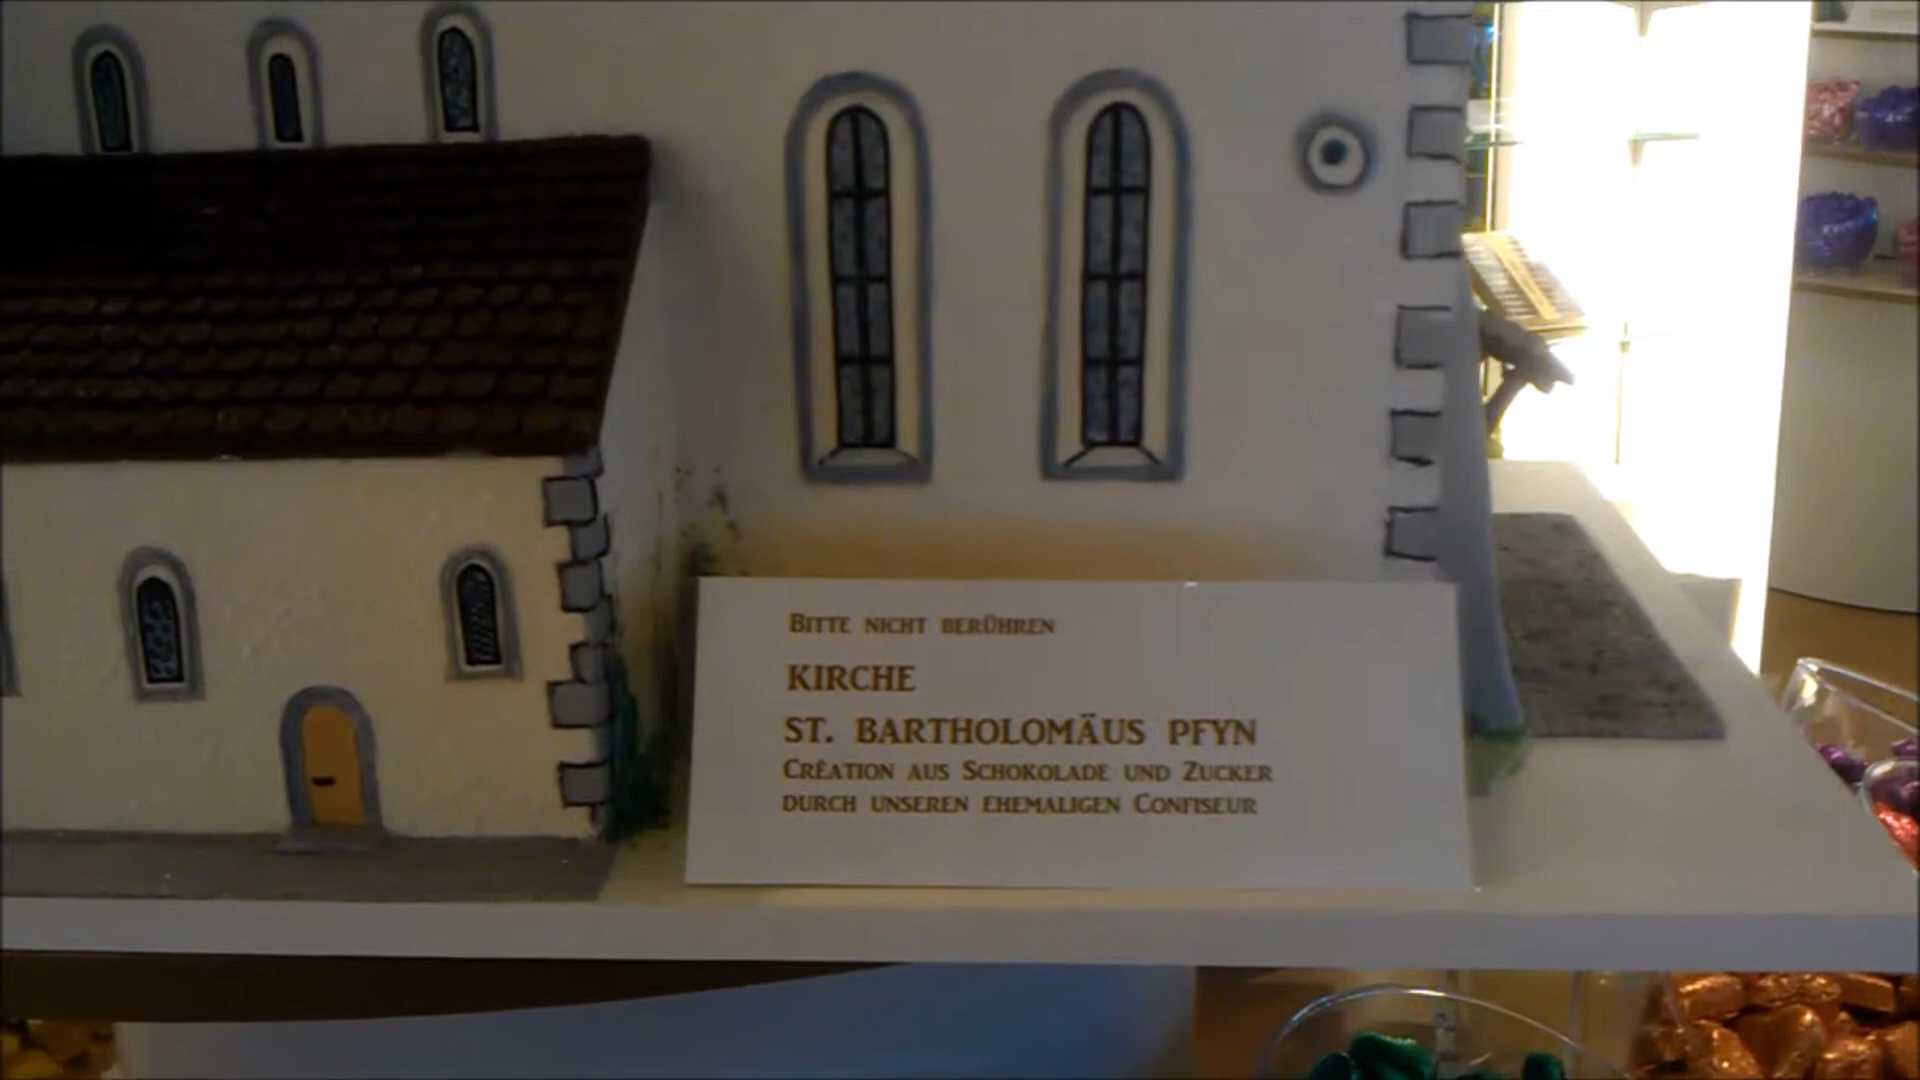 BITTE NICHT BERÜHREN
KIRCHE
ST. BARTHOLOMÄUS PFYN
CRÉATION AUS SCHOKOLADE UND ZUCKER
DURCH UNSEREN EHEMALIGEN CONFISEUR